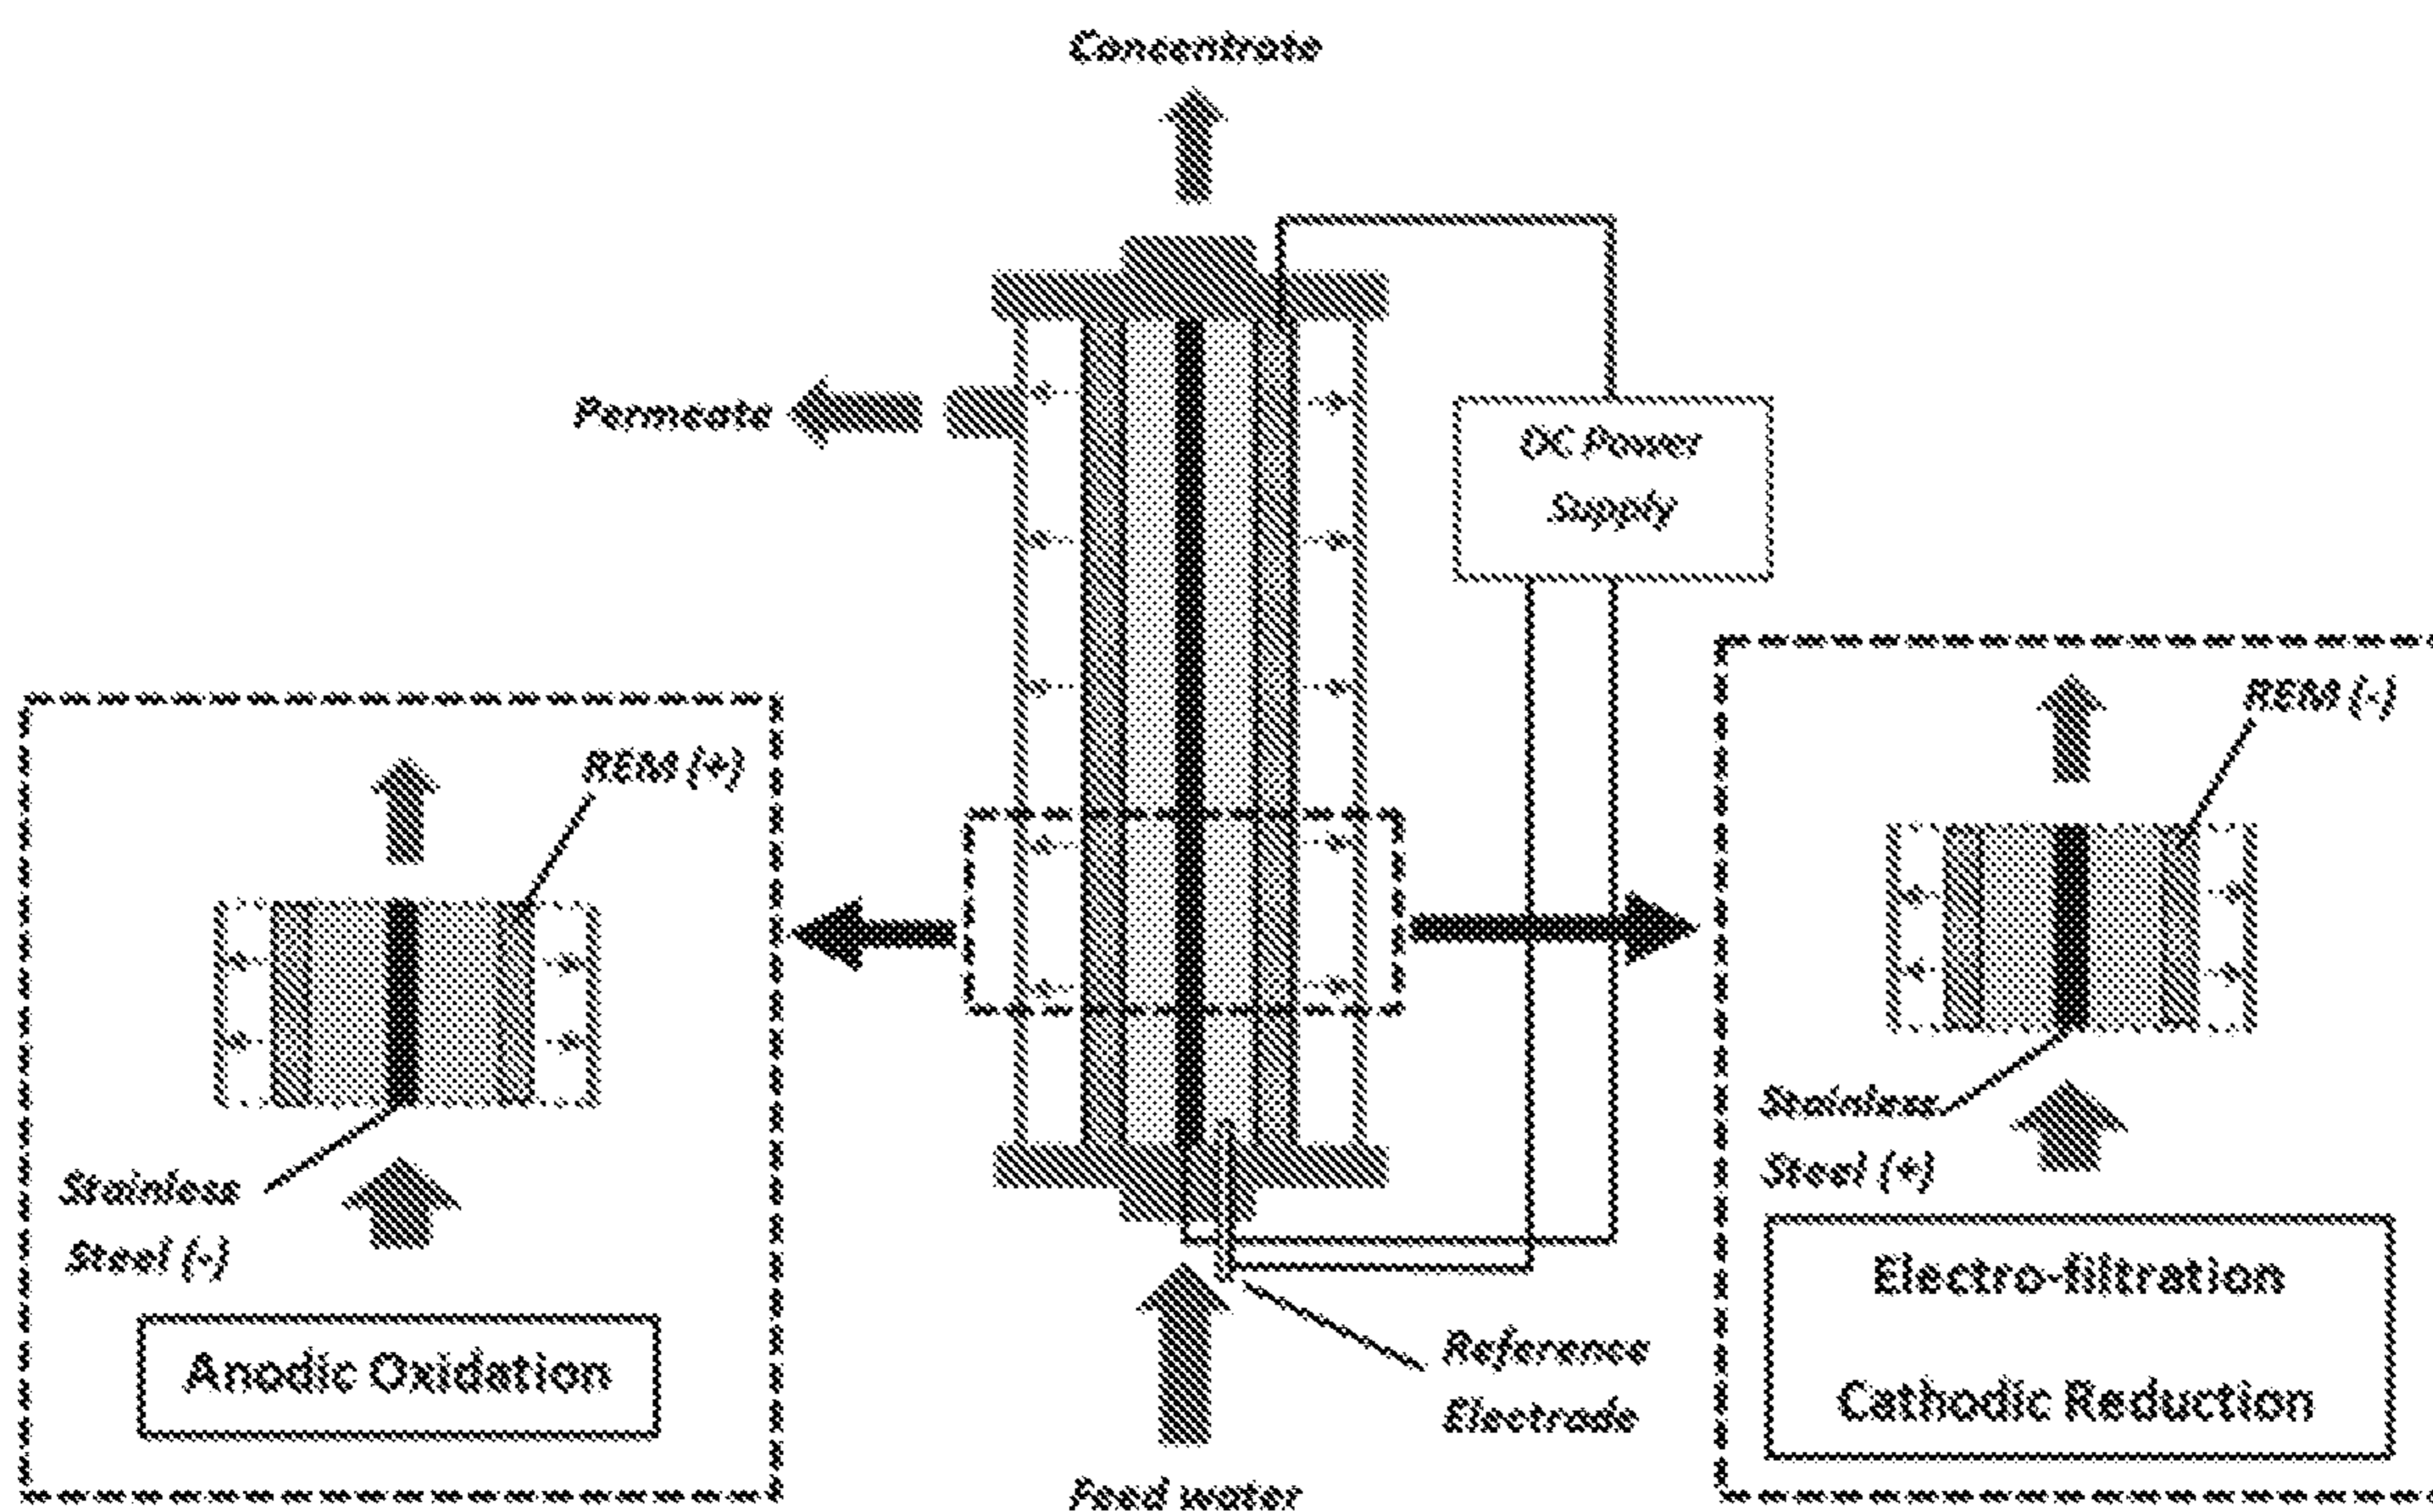 Concentrate
Permeate
DC Power
Supply
REM (+)
Stainless
Steel (-)
Anodic Oxidation
REM (-)
Stainless
Steel (+)
Electro-filtration
Cathodic Reduction
Reference
Electrode
Feed water